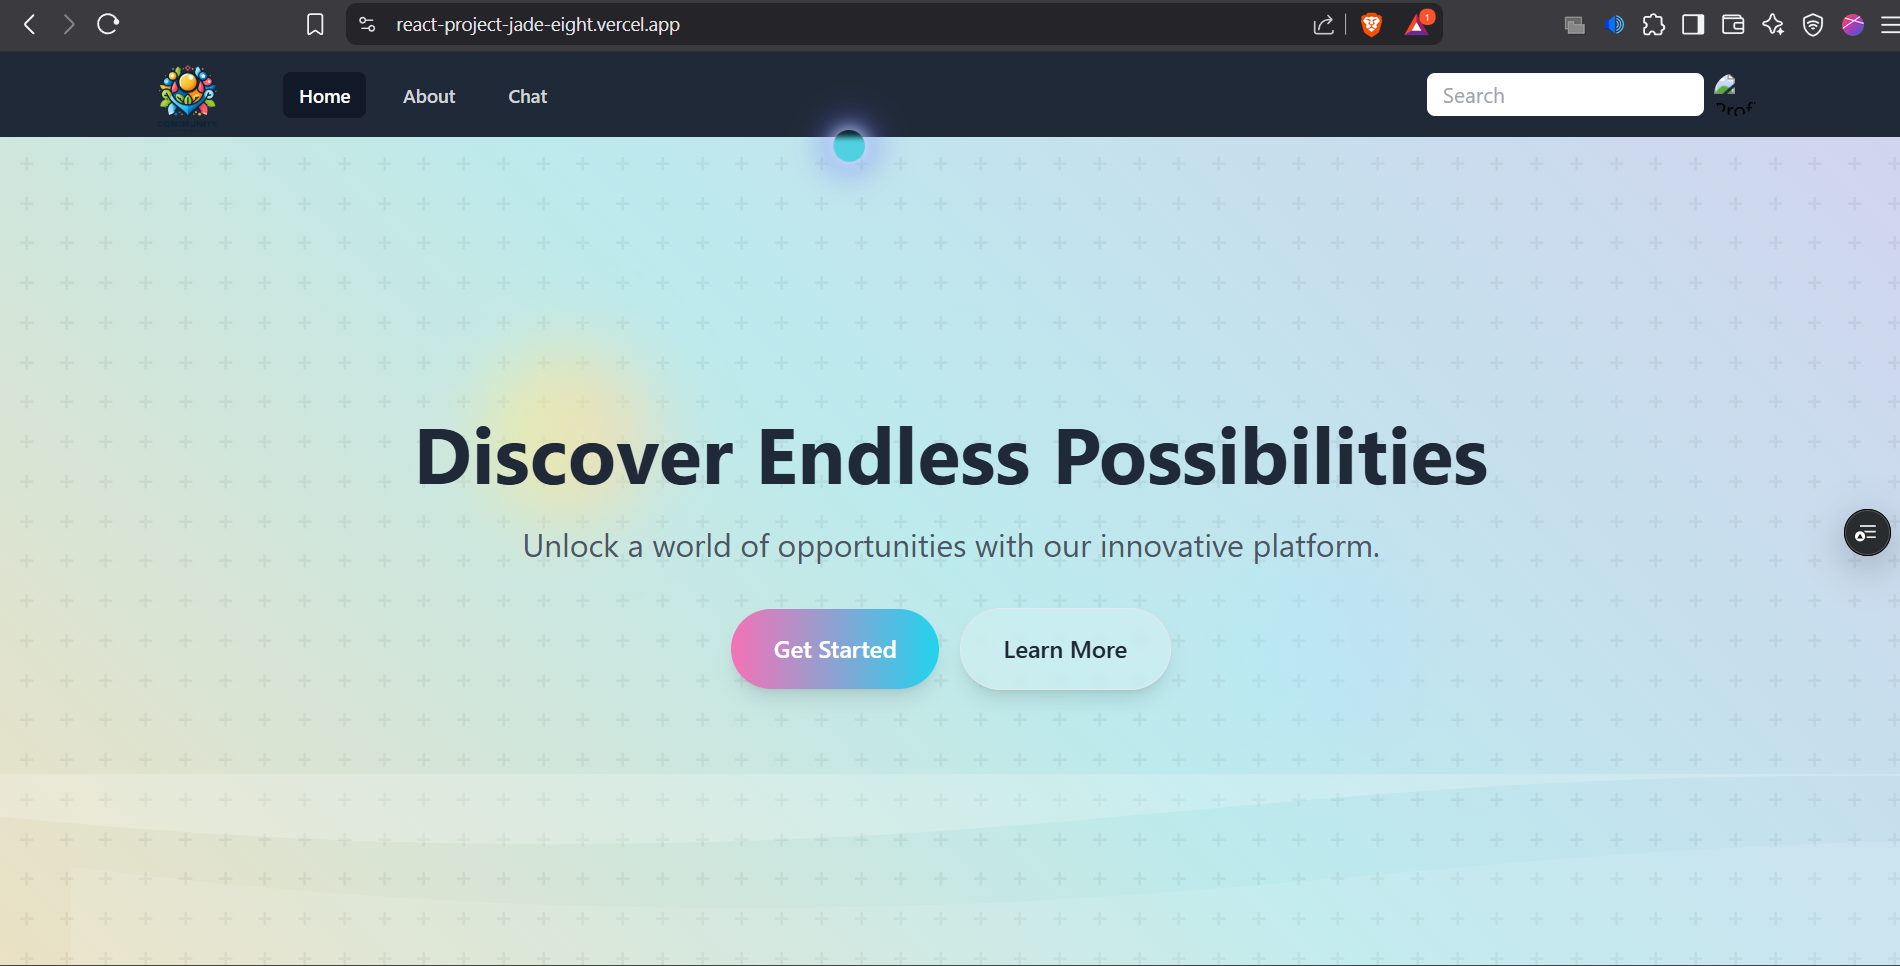 react-project-jade-eight.vercel.app
1
Home
About
Chat
Search
Prof
Discover Endless Possibilities
Unlock a world of opportunities with our innovative platform.
Get Started
Learn More